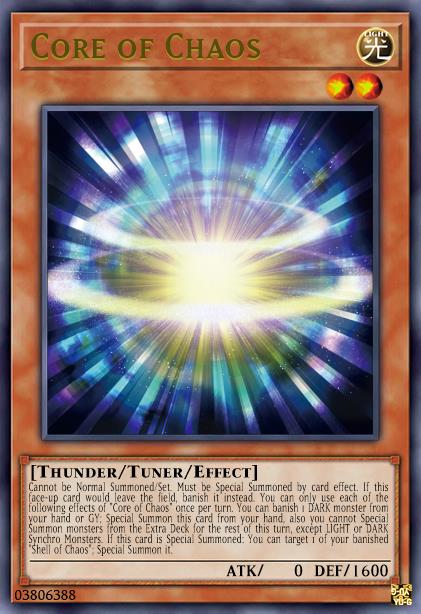 CORE OF CHAOS
LIGHT
光
[THUNDER/TUNER/EFFECT]
Cannot be Normal Summoned/Set. Must be Special Summoned by card effect. If this
face-up card would leave the field, banish it instead. You can only use each of the
following effects of "Core of Chaos" once per turn. You can banish 1 DARK monster from
your hand or GY; Special Summon this card from your hand, also you cannot Special
Summon monsters from the Extra Deck for the rest of this turn, except LIGHT or DARK
Synchro Monsters. If this card is Special Summoned: You can target 1 of your banished
"Shell of Chaos"; Special Summon it.
ATK/ 0 DEF/1600
03806388